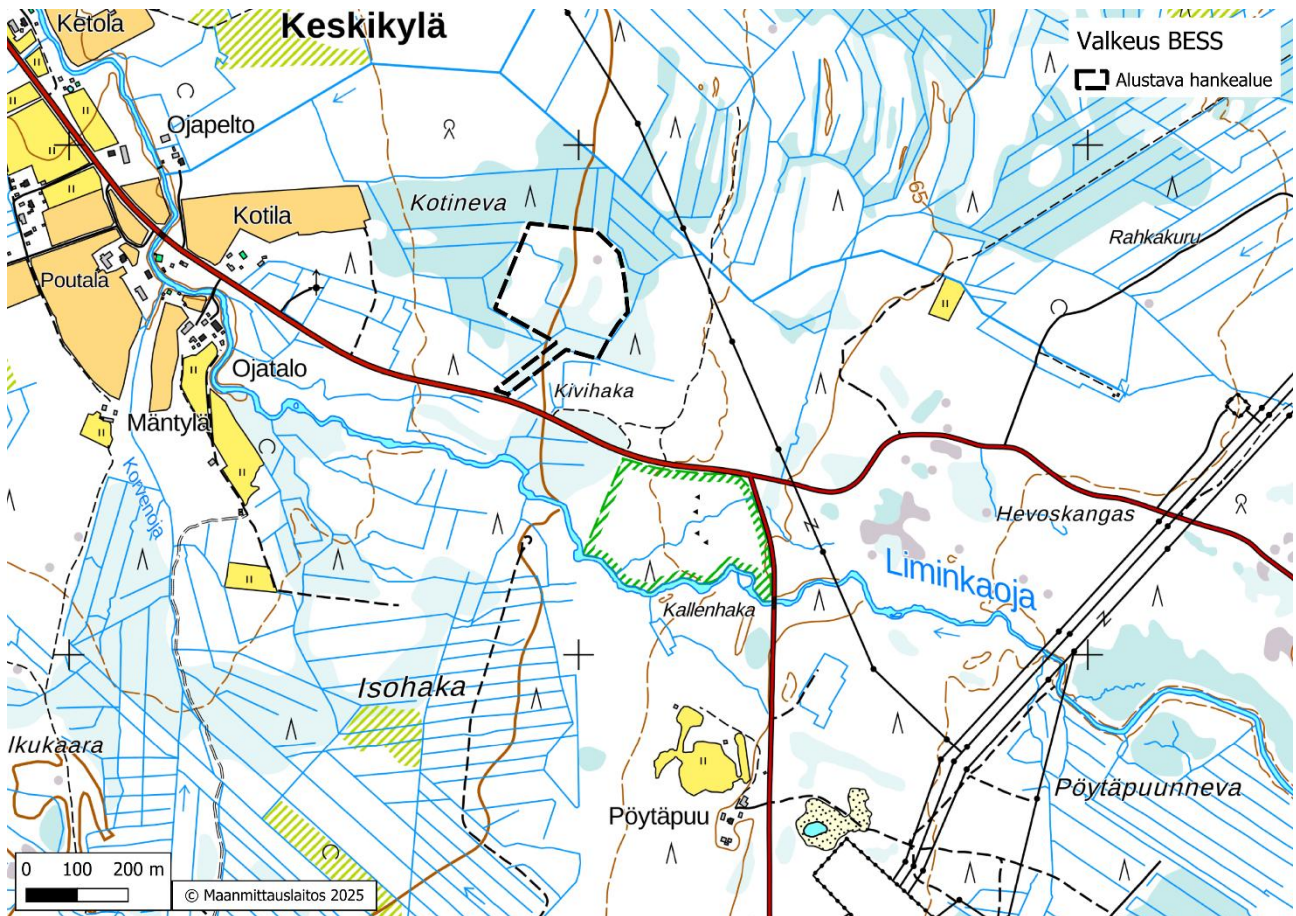 Ketola
Keskikylä
Valkeus BESS
Alustava hankealue
Ojapelto
Kotila
Kotineva
65
Rahkakuru
Poutala
Ojatalo
Kivihaka
Mäntylä
Korvenoja
Hevoskangas
Liminkaoja
Kallenhaka
Isohaka
Ikukaara
Pöytäpuu
Pöytäpuunneva
0 100 200 m
© Maanmittauslaitos 2025